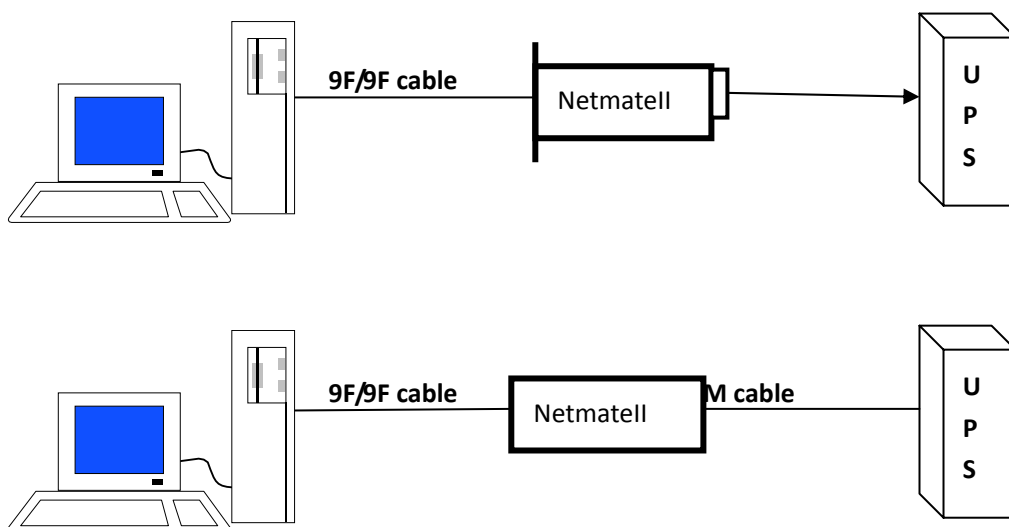 9F/9F cable
NetmateII
U
P
S
9F/9F cable
NetmateII
M cable
U
P
S